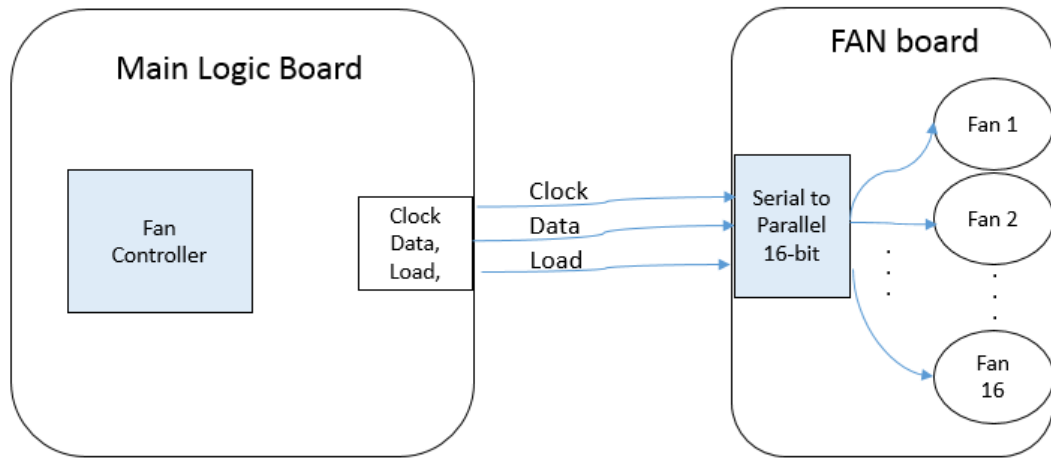 Main Logic Board
Fan
Controller
Clock
Data,
Load,
Clock
Data
Load
FAN board
Serial to
Parallel
16-bit
Fan 1
Fan 2
Fan
16